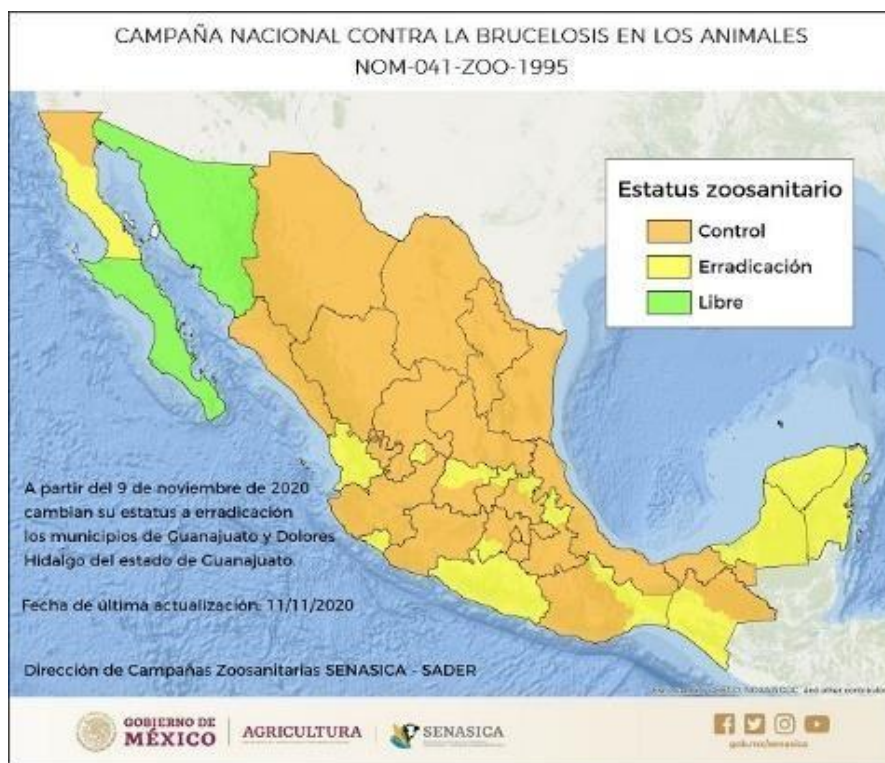 CAMPAÑA NACIONAL CONTRA LA BRUCELOSIS EN LOS ANIMALES
NOM-041-ZOO-1995
Estatus zoosanitario
Control
Erradicación
Libre
A partir del 9 de noviembre de 2020
cambian su estatus a erradicación
los municipios de Guanajuato y Dolores
Hidalgo del estado de Guanajuato.
Fecha de última actualización: 11/11/2020
Dirección de Campañas Zoosanitarias SENASICA - SADER
and other contributors
GOBIERNO DE
MÉXICO
AGRICULTURA
SENASICA
gob.mx/senasica